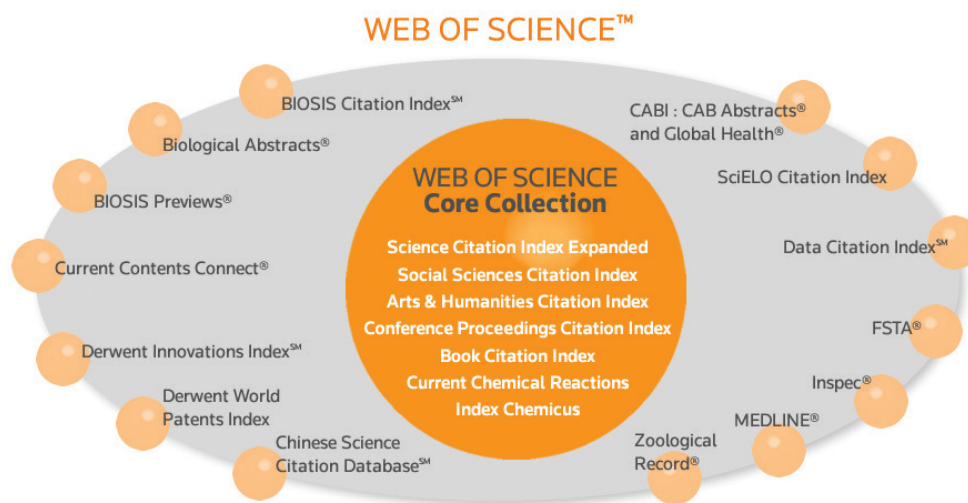 WEB OF SCIENCE™
BIOSIS Citation Index℠
Biological Abstracts®
BIOSIS Previews®
Current Contents Connect®
Derwent Innovations Index℠
Derwent World
Patents Index
Chinese Science
Citation Database℠
WEB OF SCIENCE
Core Collection
Science Citation Index Expanded
Social Sciences Citation Index
Arts & Humanities Citation Index
Conference Proceedings Citation Index
Book Citation Index
Current Chemical Reactions
Index Chemicus
CABI : CAB Abstracts®
and Global Health®
SciELO Citation Index
Data Citation Index℠
FSTA®
Inspec®
MEDLINE®
Zoological
Record®